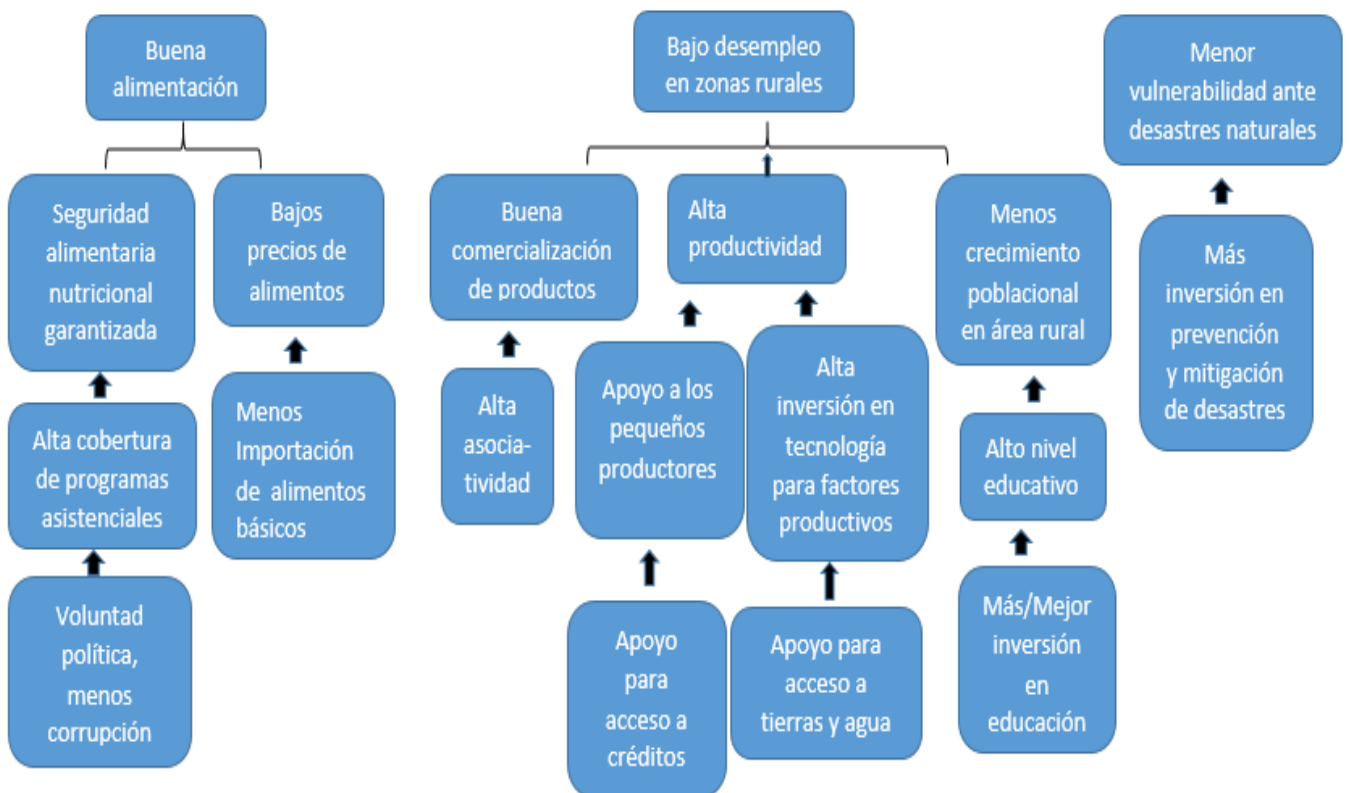 Buena
alimentación
Bajo desempleo
en zonas rurales
Menor
vulnerabilidad ante
desastres naturales
Seguridad
alimentaria
nutricional
garantizada
Bajos
precios de
alimentos
Buena
comercialización
de productos
Alta
productividad
Menos
crecimiento
poblacional
en área rural
Más
inversión en
prevención
y mitigación
de desastres
Alta cobertura
de programas
asistenciales
Menos
Importación
de alimentos
básicos
Alta
asocia-
tividad
Apoyo a los
pequeños
productores
Alta
inversión en
tecnología
para factores
productivos
Alto nivel
educativo
Voluntad
política,
menos
corrupción
Apoyo
para
acceso a
créditos
Apoyo para
acceso a
tierras y agua
Más/Mejor
inversión
en
educación